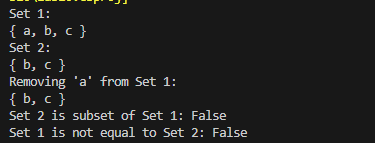 Set 1:
{ a, b, c }
Set 2:
{ b, c }
Removing 'a' from Set 1:
{ b, c }
Set 2 is subset of Set 1: False
Set 1 is not equal to Set 2: False